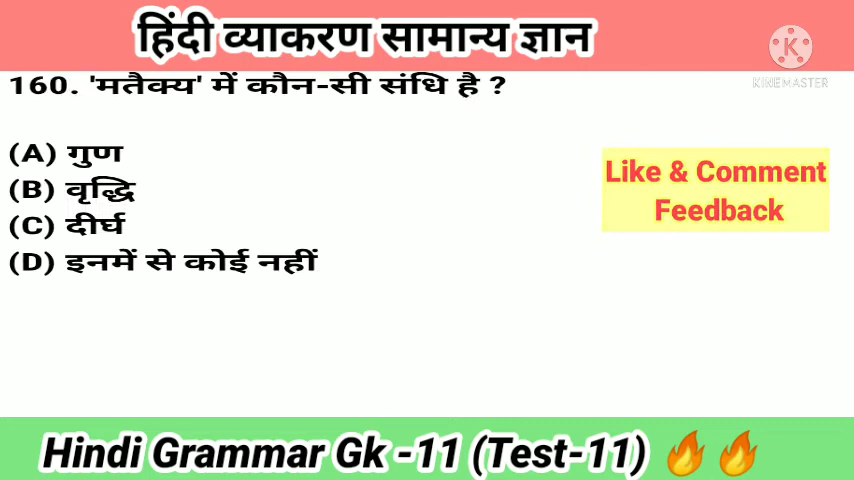 हिंदी व्याकरण सामान्य ज्ञान
K
KINEMASTER
160. 'मतैक्य' में कौन-सी संधि है ?
(A) गुण
(B) वृद्धि
(C) दीर्घ
(D) इनमें से कोई नहीं
Like & Comment
Feedback
Hindi Grammar Gk -11 (Test-11) 🔥🔥